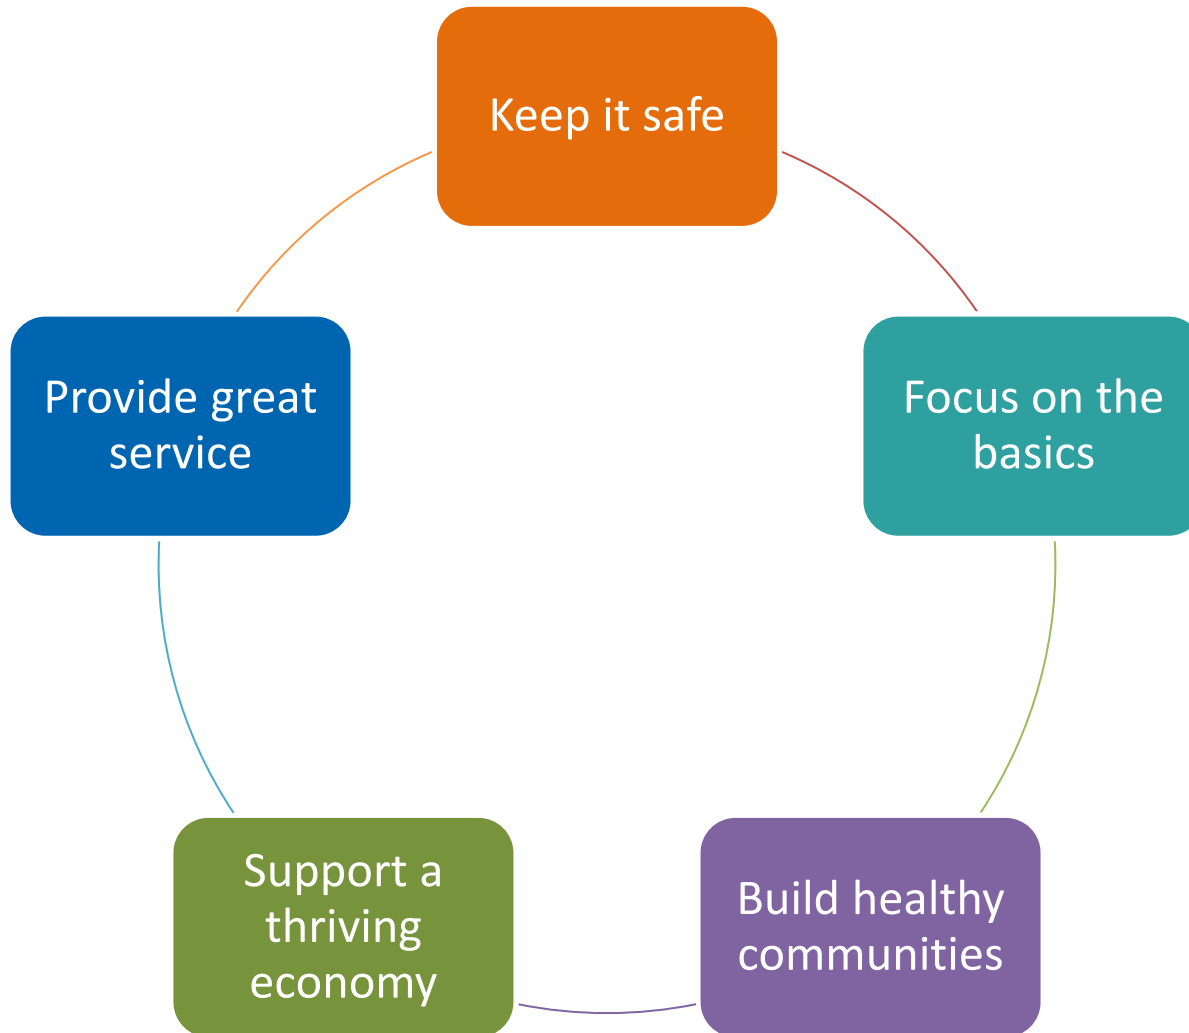 Keep it safe
Provide great
service
Focus on the
basics
Support a
thriving
economy
Build healthy
communities